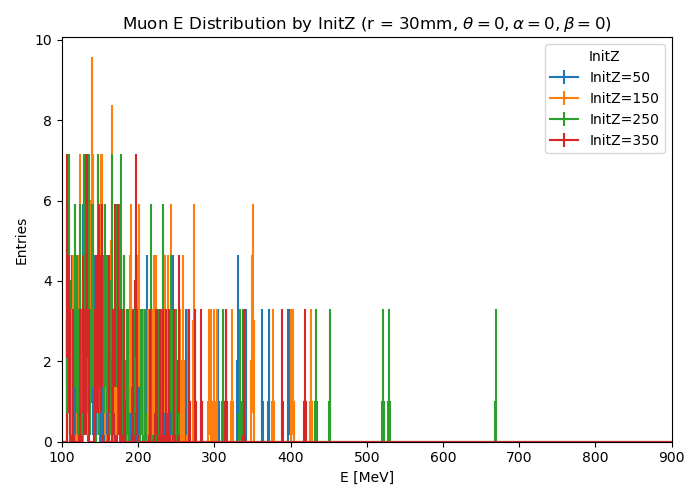 Muon E Distribution by InitZ (r = 30mm, θ = 0, α = 0, β = 0)
10
8
6
4
2
0
Entries
InitZ
InitZ=50
InitZ=150
InitZ=250
InitZ=350
100 200 300 400 500 600 700 800 900
E [MeV]